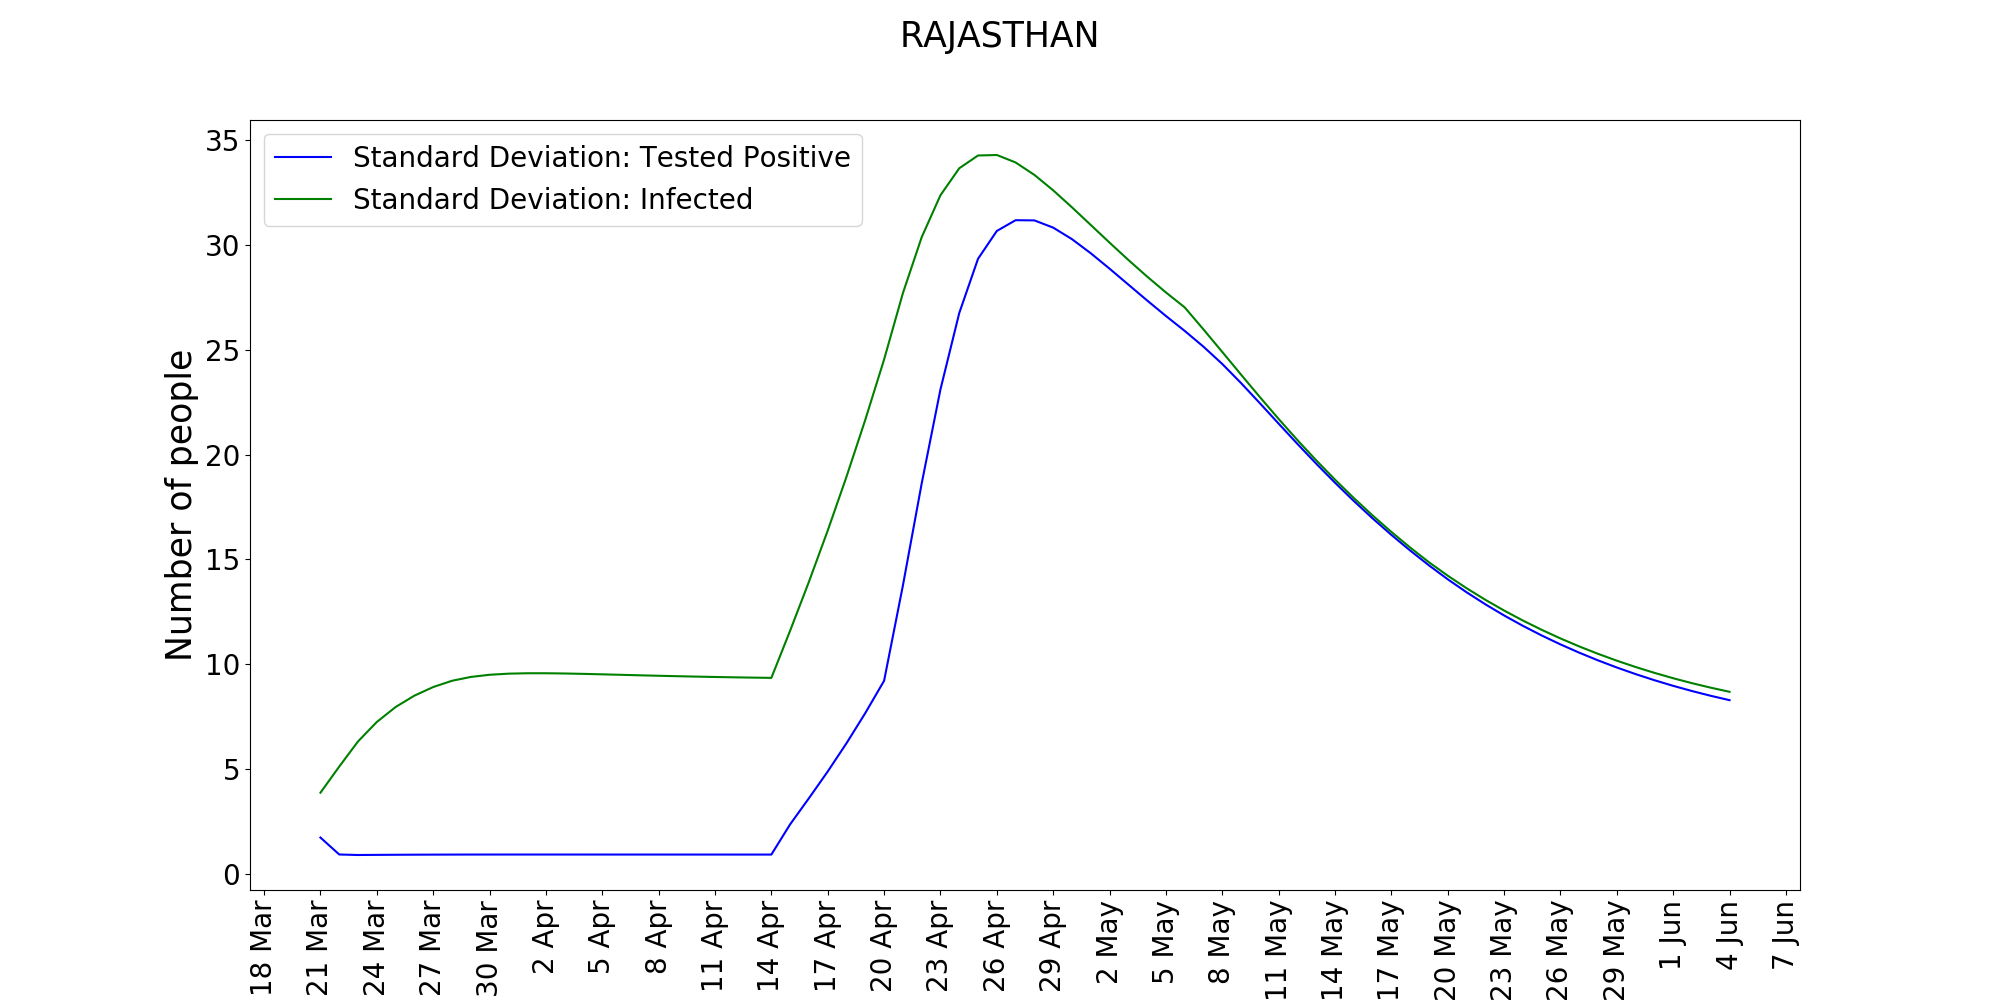 RAJASTHAN
Standard Deviation: Tested Positive
Standard Deviation: Infected
Number of people
35
30
25
20
15
10
5
0
18 Mar
21 Mar
24 Mar
27 Mar
30 Mar
2 Apr
5 Apr
8 Apr
11 Apr
14 Apr
17 Apr
20 Apr
23 Apr
26 Apr
29 Apr
2 May
5 May
8 May
11 May
14 May
17 May
20 May
23 May
26 May
29 May
1 Jun
4 Jun
7 Jun